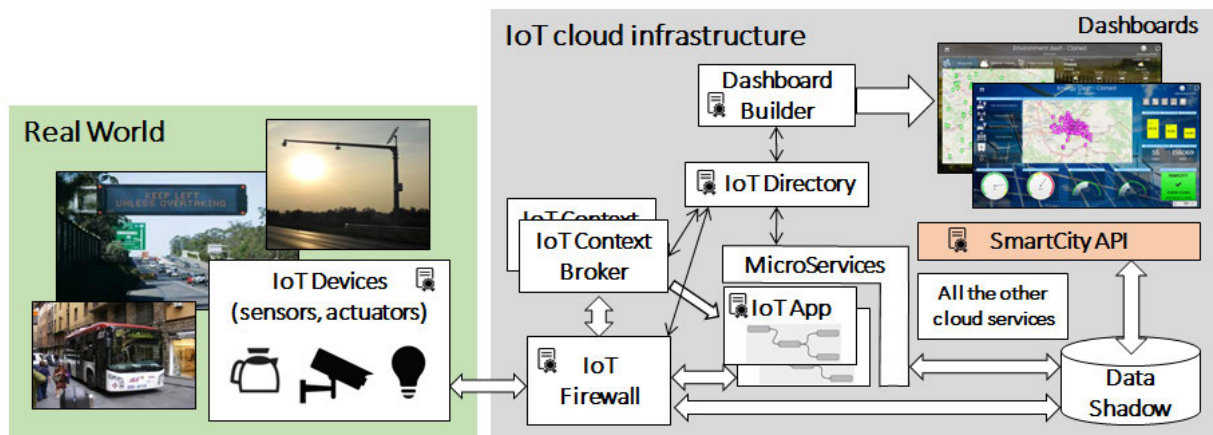 IoT cloud infrastructure
Dashboards
Dashboard
Builder
Environment dash - Cloned
Energy Dash - Cloned
Real World
KEEP LEFT
UNLESS OVERTAKING
IoT Directory
IoT Context
IoT Context
Broker
SmartCity API
MicroServices
IoT Devices
(sensors, actuators)
All the other
cloud services
IoT App
IoT
Firewall
Data
Shadow